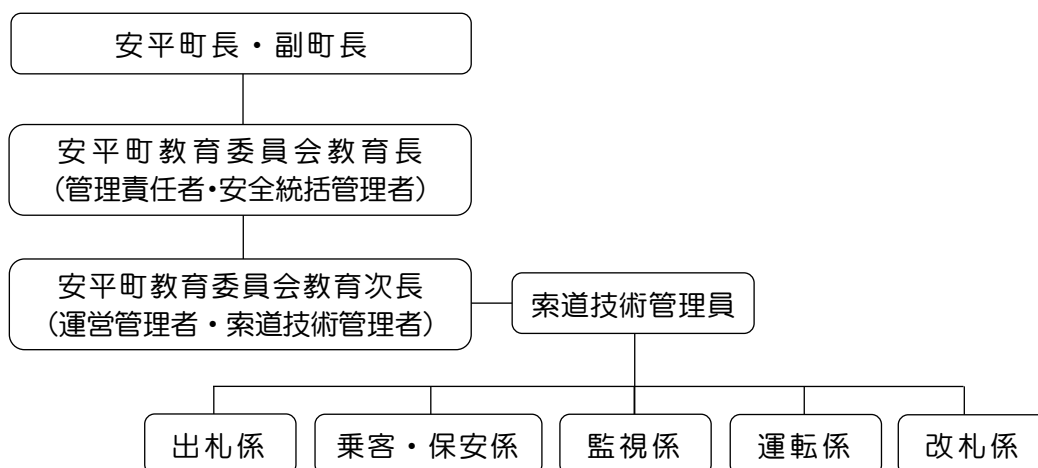 安平町長・副町長
安平町教育委員会教育長
（管理責任者・安全統括管理者）
安平町教育委員会教育次長
（運営管理者・索道技術管理者）
索道技術管理員
出札係
乗客・保安係
監視係
運転係
改札係